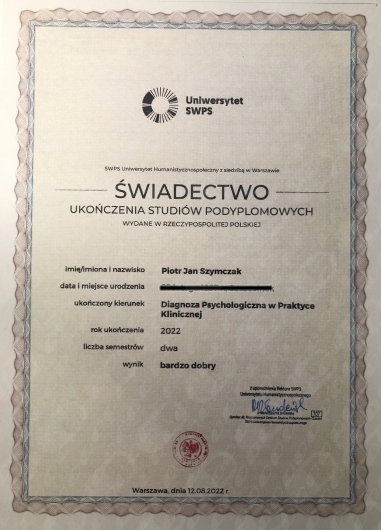 Uniwersytet
SWPS
SWPS Uniwersytet Humanistycznospołeczny z siedzibą w Warszawie
ŚWIADECTWO
UKOŃCZENIA STUDIÓW PODYPLOMOWYCH
WYDANE W RZECZYPOSPOLITEJ POLSKIEJ
imię/imiona i nazwisko Piotr Jan Szymczak
data i miejsce urodzenia
ukończony kierunek Diagnoza Psychologiczna w Praktyce
Klinicznej
rok ukończenia 2022
liczba semestrów dwa
wynik bardzo dobry
Z upoważnienia Rektora SWPS
Uniwersytetu Humanistycznospołecznego
Warszawa, dnia 12.08.2022 r.